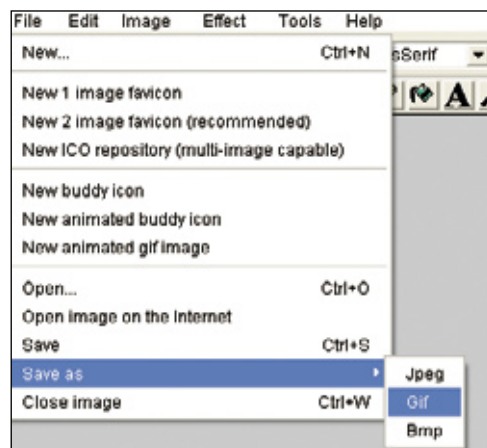 File Edit Image Effect Tools Help
New... Ctrl+N
sSerif
New 1 image favicon
A
New 2 image favicon (recommended)
New ICO repository (multi-image capable)
New buddy icon
New animated buddy icon
New animated gif image
Open... Ctrl+O
Open image on the Internet
Save Ctrl+S
Save as
Jpeg
Close image Ctrl+W
Gif
Bmp